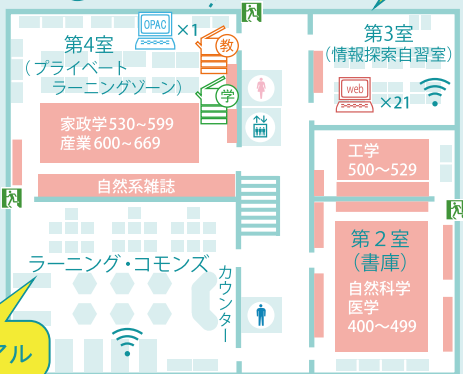 OPAC ×1
第4室
(プライベート
ラーニングゾーン)
教
学
第3室
(情報探索自習室)
web ×21
家政学530~599
産業600~669
自然系雑誌
工学
500~529
第2室
(書庫)
自然科学
医学
400~499
ラーニング・コモンズ
カウンター
アル